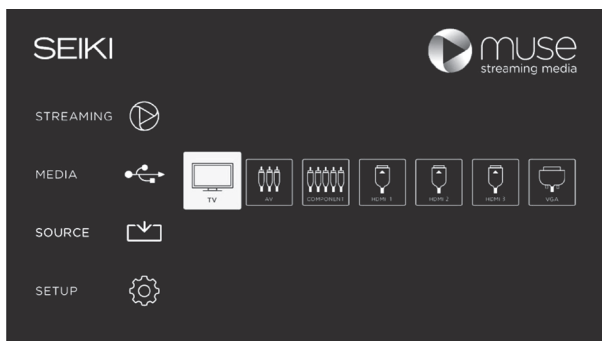 SEIKI
muse
streaming media
STREAMING
MEDIA
TV
AV
COMPONENT
HDMI 1
HDMI 2
HDMI 3
VGA
SOURCE
SETUP